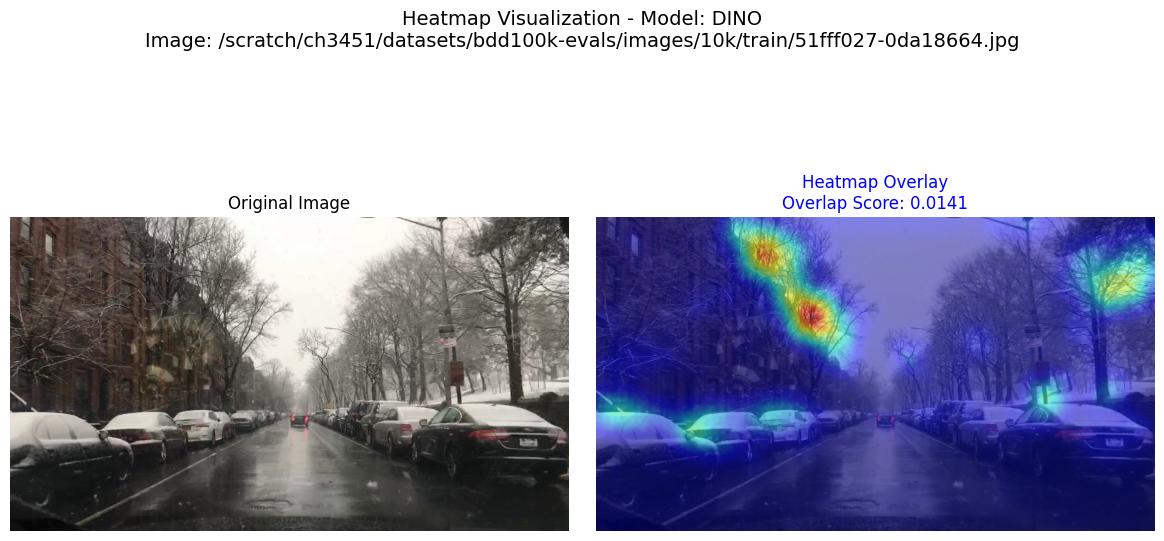 Heatmap Visualization - Model: DINO
Image: /scratch/ch3451/datasets/bdd100k-evals/images/10k/train/51fff027-0da18664.jpg
Original Image
Heatmap Overlay
Overlap Score: 0.0141